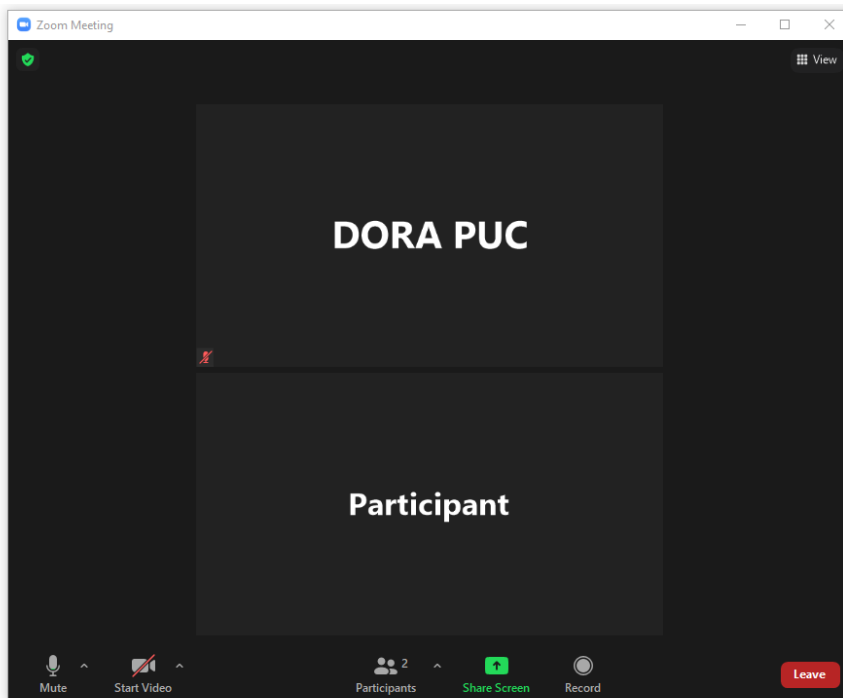 Zoom Meeting
View
DORA PUC
Participant
2
Mute
Start Video
Participants
Share Screen
Record
Leave